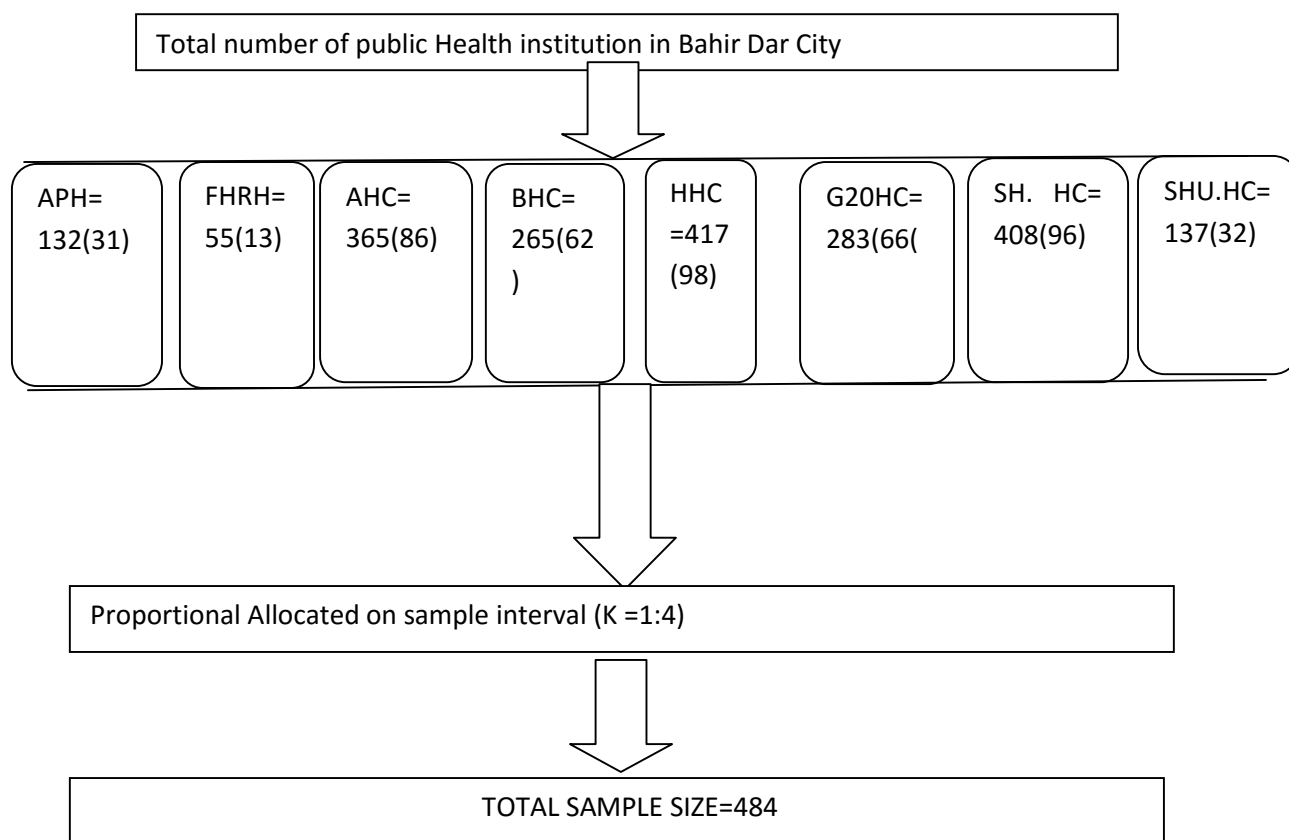 Total number of public Health institution in Bahir Dar City
APH=
132(31)
FHRH=
55(13)
AHC=
365(86)
BHC=
265(62
)
HHC
=417
(98)
G20HC=
283(66(
SH. HC=
408(96)
SHU.HC=
137(32)
Proportional Allocated on sample interval (K =1:4)
TOTAL SAMPLE SIZE=484